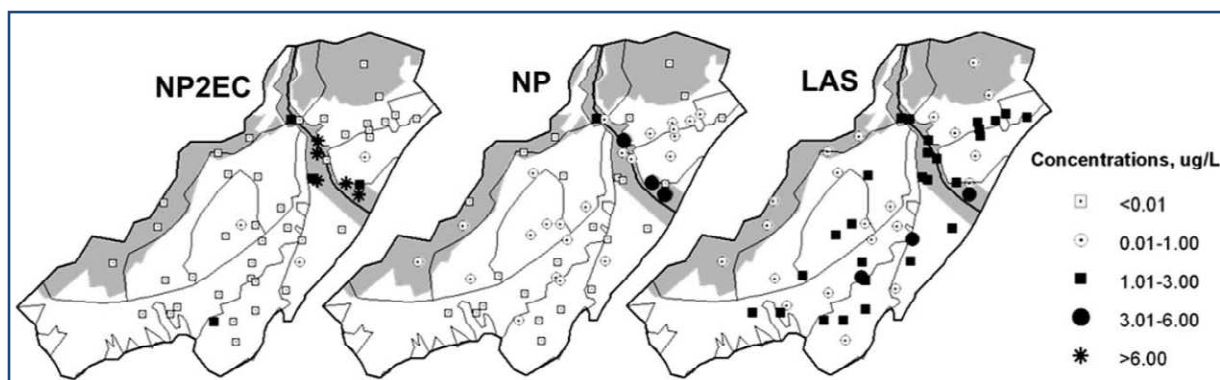 NP2EC
NP
LAS
Concentrations, ug/L
<0.01
0.01-1.00
1.01-3.00
3.01-6.00
>6.00